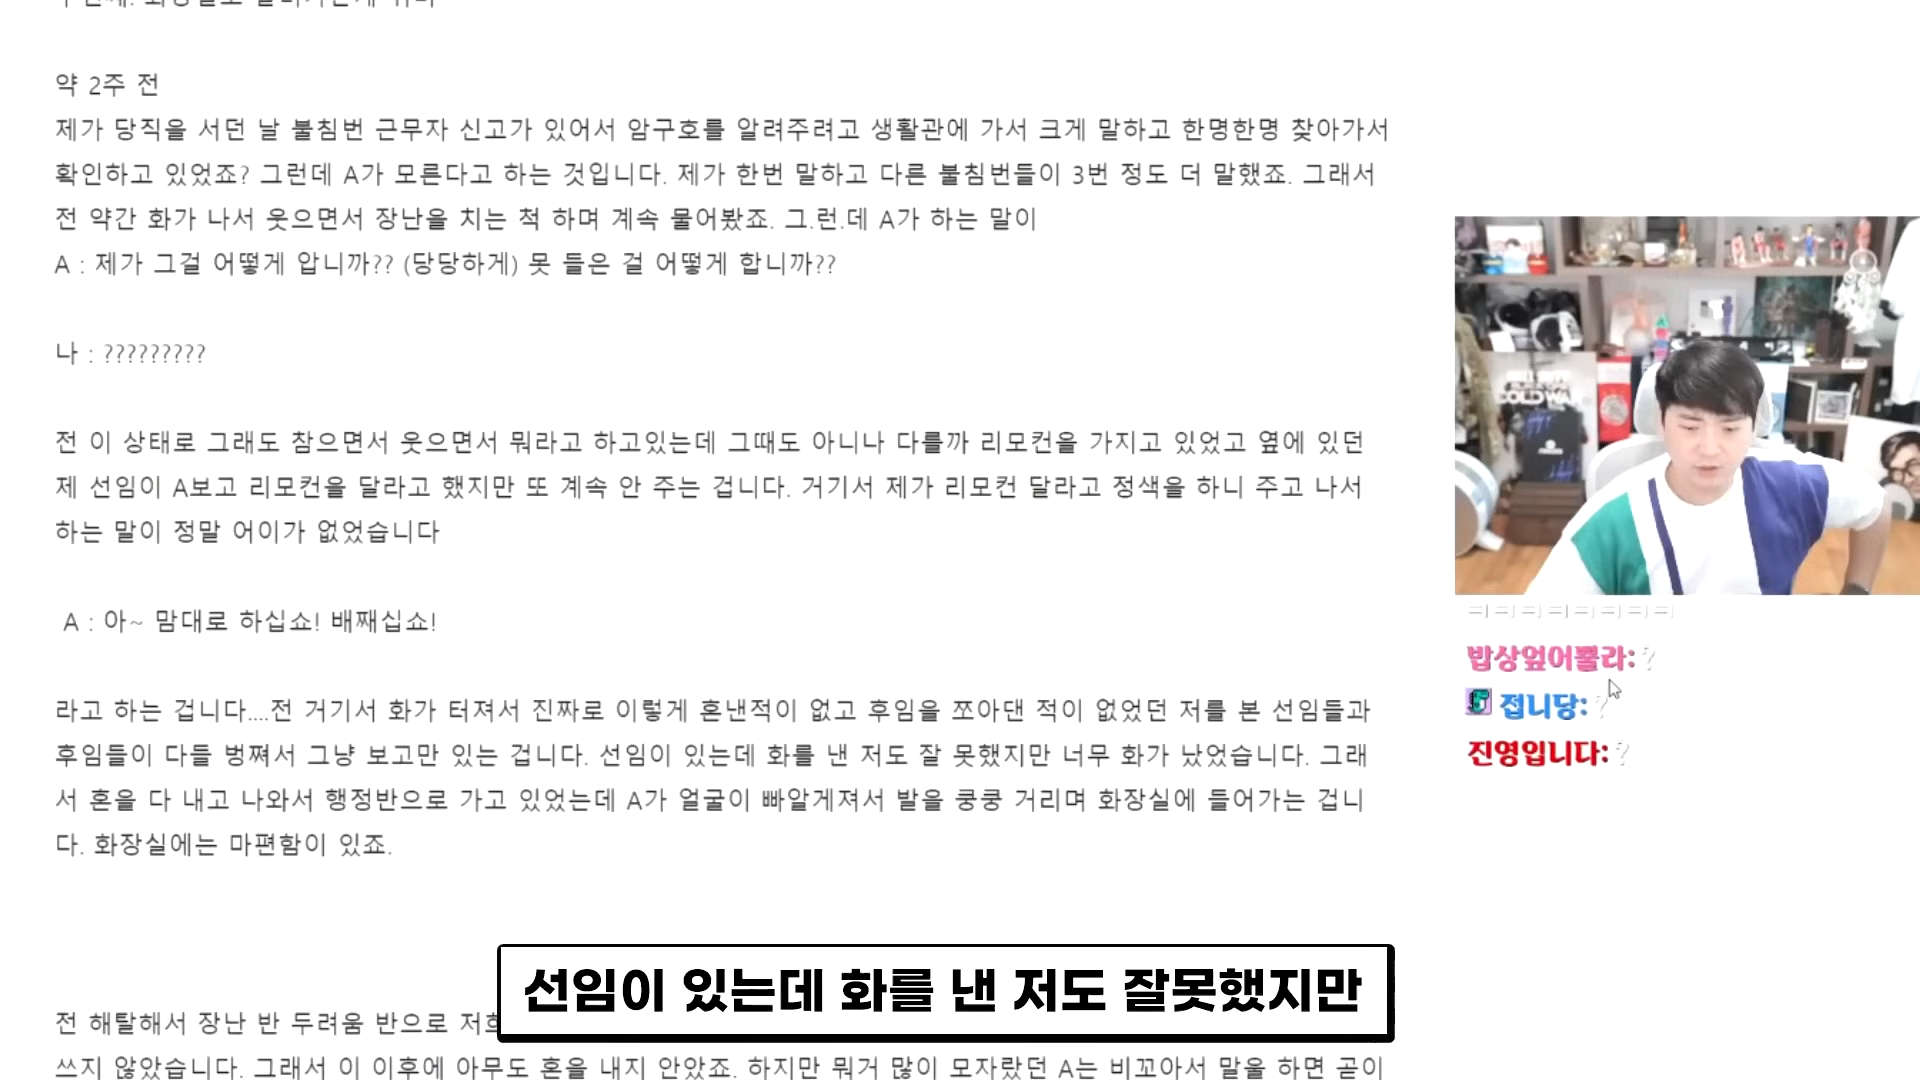 약 2주 전
제가 당직을 서던 날 불침번 근무자 신고가 있어서 암구호를 알려주려고 생활관에 가서 크게 말하고 한명한명 찾아가서
확인하고 있었죠? 그런데 A가 모른다고 하는 것입니다. 제가 한번 말하고 다른 불침번들이 3번 정도 더 말했죠. 그래서
전 약간 화가 나서 웃으면서 장난을 치는 척 하며 계속 물어봤죠. 그.런.데 A가 하는 말이
A : 제가 그걸 어떻게 압니까?? (당당하게) 못 들은 걸 어떻게 합니까??
나 : ?????????
전 이 상태로 그래도 참으면서 웃으면서 뭐라고 하고있는데 그때도 아니나 다를까 리모컨을 가지고 있었고 옆에 있던
제 선임이 A보고 리모컨을 달라고 했지만 또 계속 안 주는 겁니다. 거기서 제가 리모컨 달라고 정색을 하니 주고 나서
하는 말이 정말 어이가 없었습니다
A : 아~ 맘대로 하십쇼! 배째십쇼!
라고 하는 겁니다....전 거기서 화가 터져서 진짜로 이렇게 혼낸적이 없고 후임을 쪼아댄 적이 없었던 저를 본 선임들과
후임들이 다들 벙쪄서 그냥 보고만 있는 겁니다. 선임이 있는데 화를 낸 저도 잘 못했지만 너무 화가 났었습니다. 그래
서 혼을 다 내고 나와서 행정반으로 가고 있었는데 A가 얼굴이 빠알게져서 발을 쿵쿵 거리며 화장실에 들어가는 겁니
다. 화장실에는 마편함이 있죠.
전 해탈해서 장난 반 두려움 반으로 저희
쓰지 않았습니다. 그래서 이 이후에 아무도 혼을 내지 안았죠. 하지만 뭐거 많이 모자랐던 A는 비꼬아서 말을 하면 곧이
COLD WAR
ㅋㅋㅋㅋㅋㅋㅋㅋ
밥상엎어뿔라: ?
접니당: ?
진영입니다: ?
선임이 있는데 화를 낸 저도 잘못했지만